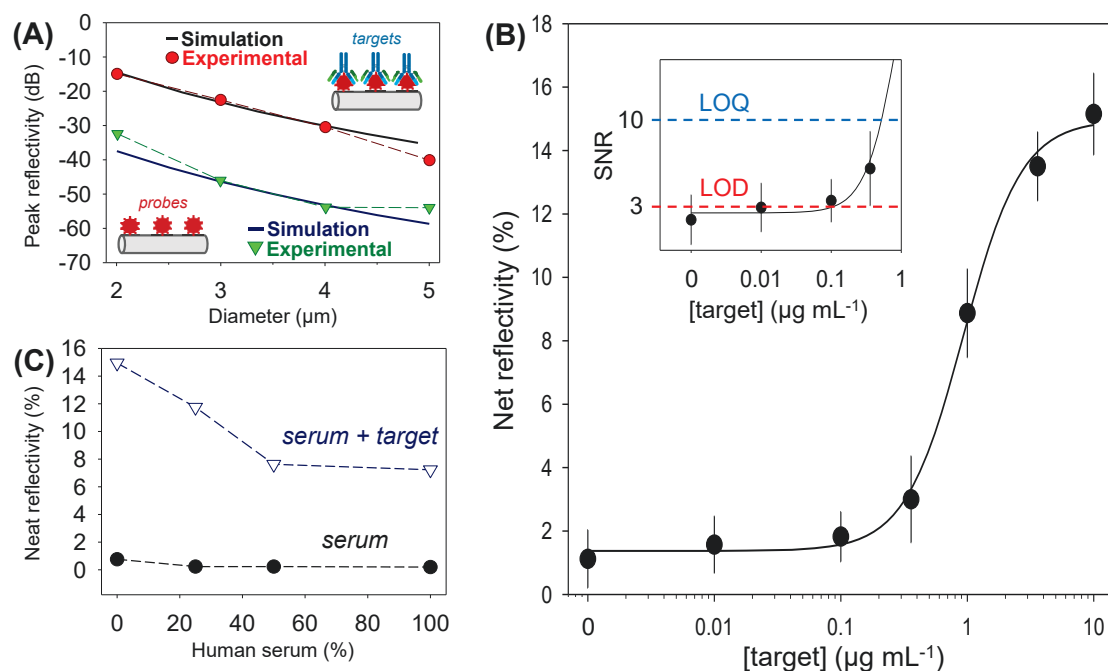 (A)
0
-10
-20
-30
-40
-50
-60
-70
Peak reflectivity (dB)
Simulation
Experimental
targets
probes
Simulation
Experimental
2 3 4 5
Diameter (µm)
(C)
16
14
12
10
8
6
4
2
0
Neat reflectivity (%)
serum + target
serum
0 20 40 60 80 100
Human serum (%)
B)
18
16
14
12
10
8
6
4
2
0
Net reflectivity (%)
SNR
10
3
LOQ
LOD
0 0.01 0.1 1
[target] (µg mL-1)
0 0.01 0.1 1 10
[target] (µg mL-1)